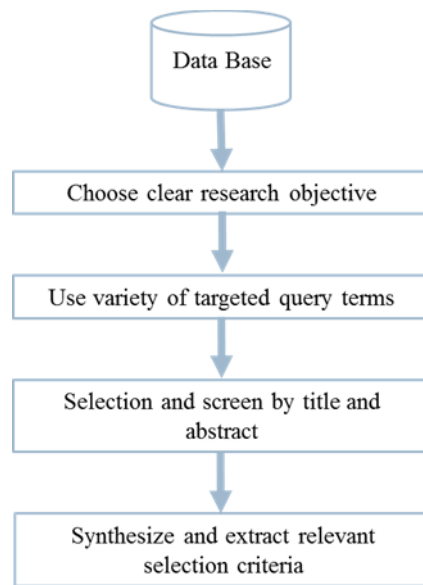 Data Base
Choose clear research objective
Use variety of targeted query terms
Selection and screen by title and
abstract
Synthesize and extract relevant
selection criteria